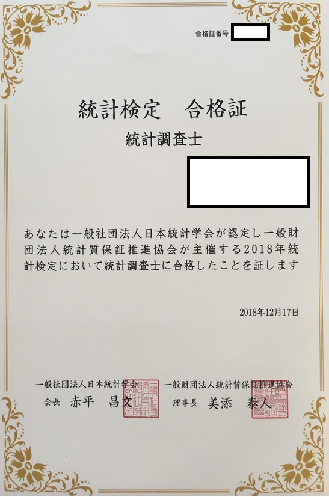 合格証番号
統計検定　合格証
統計調査士
あなたは一般社団法人日本統計学会が認定し一般財
団法人統計質保証推進協会が主催する2018年統
計検定において統計調査士に合格したことを証します
2018年12月17日
一般社団法人日本統計学会　一般財団法人統計質保証推進協会
会長　赤平　昌文　理事長　美添　泰人